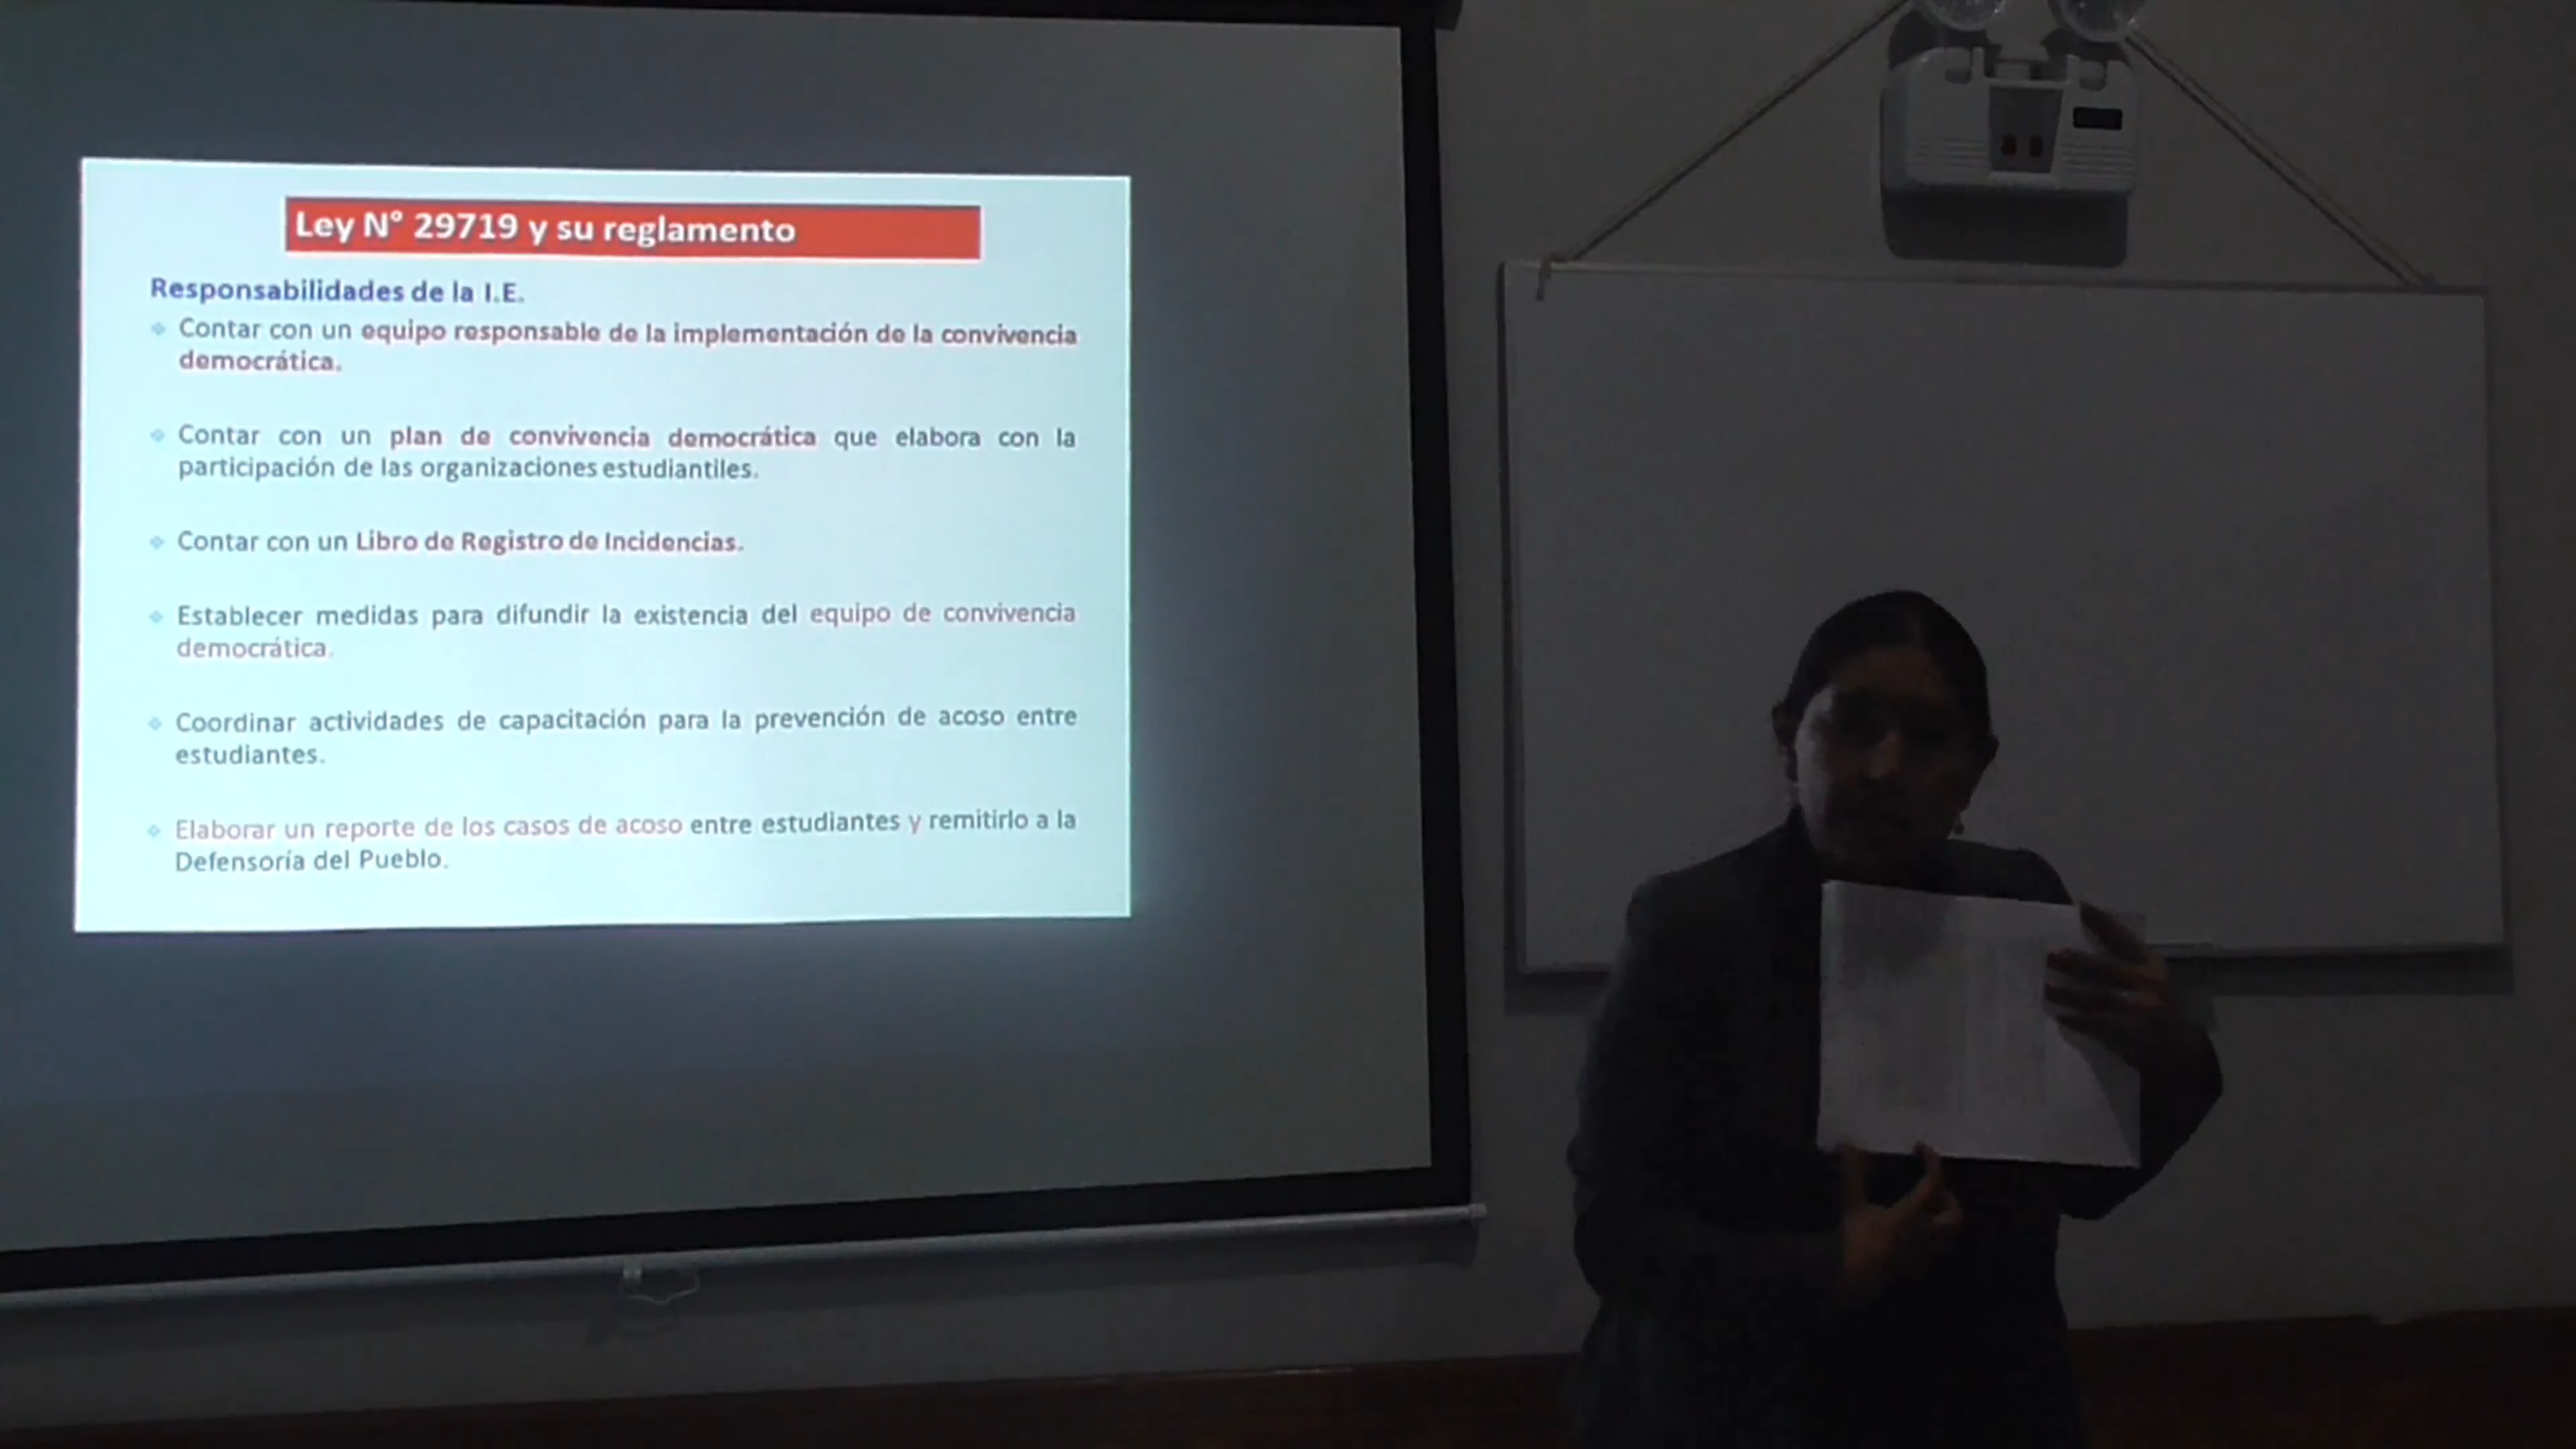 Ley N° 29719 y su reglamento
Responsabilidades de la I.E.
Contar con un equipo responsable de la implementación de la convivencia
democrática.
Contar con un plan de convivencia democrática que elabora con la
participación de las organizaciones estudiantiles.
Contar con un Libro de Registro de Incidencias.
Establecer medidas para difundir la existencia del equipo de convivencia
democrática.
Coordinar actividades de capacitación para la prevención de acoso entre
estudiantes.
Elaborar un reporte de los casos de acoso entre estudiantes y remitirlo a la
Defensoría del Pueblo.